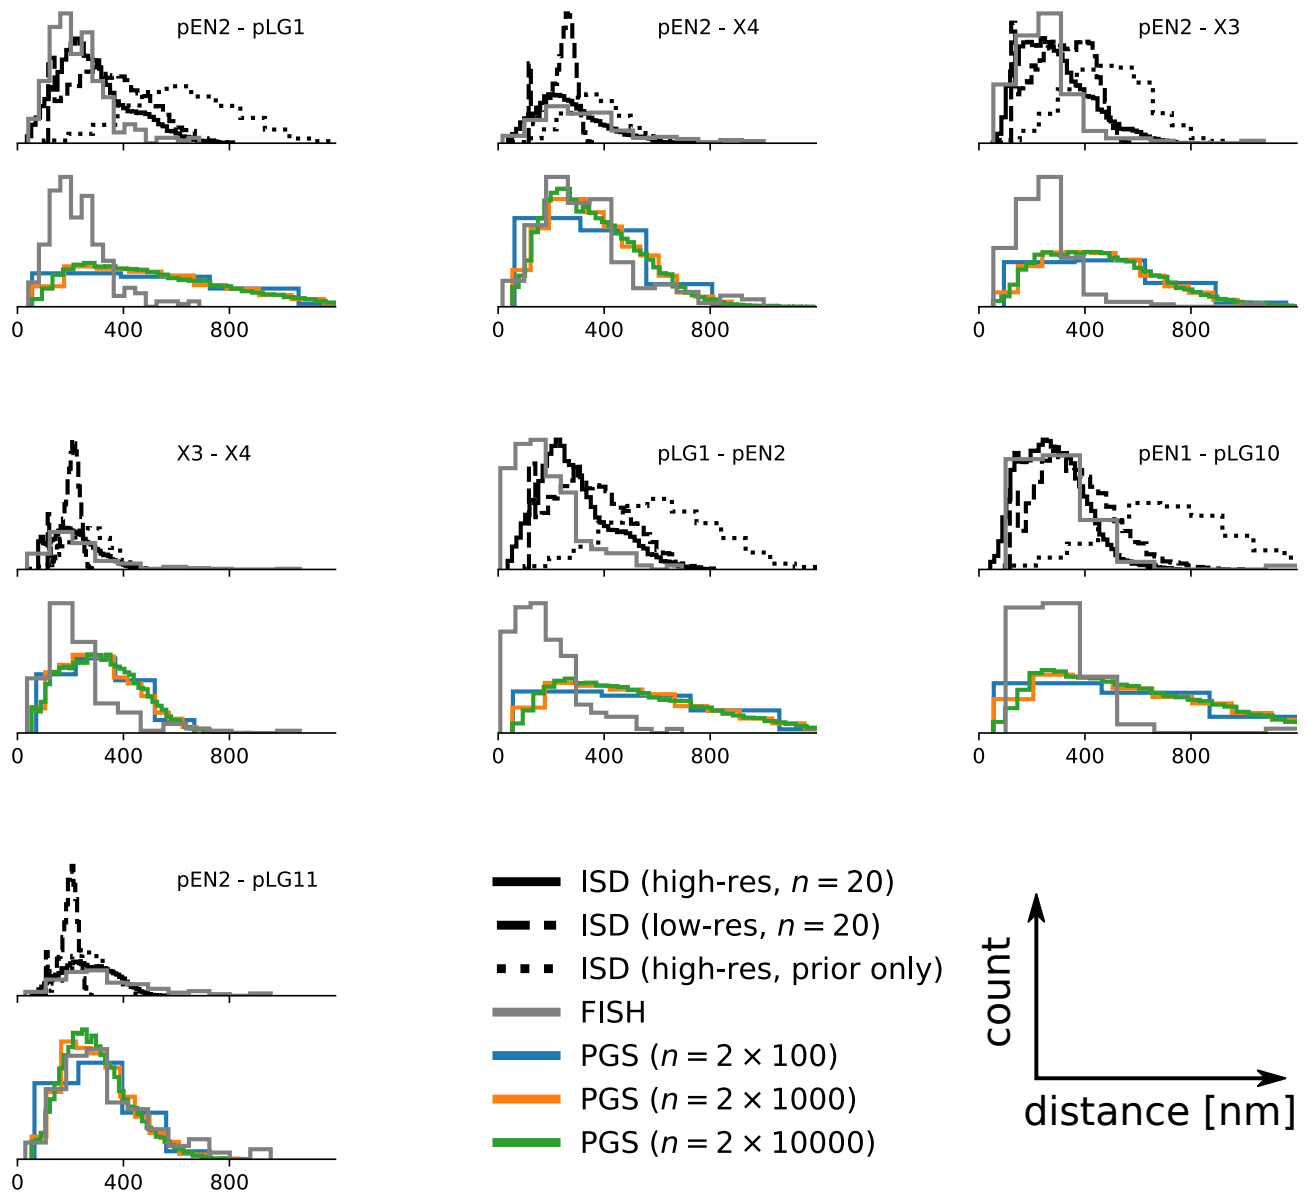 pEN2 - pLG1
pEN2 - X4
pEN2 - X3
0 400 800
0 400 800
0 400 800
X3 - X4
pLG1 - pEN2
pEN1 - pLG10
0 400 800
0 400 800
0 400 800
pEN2 - pLG11
0 400 800
ISD (high-res, n = 20)
ISD (low-res, n = 20)
ISD (high-res, prior only)
FISH
PGS (n = 2 × 100)
PGS (n = 2 × 1000)
PGS (n = 2 × 10000)
count
distance [nm]